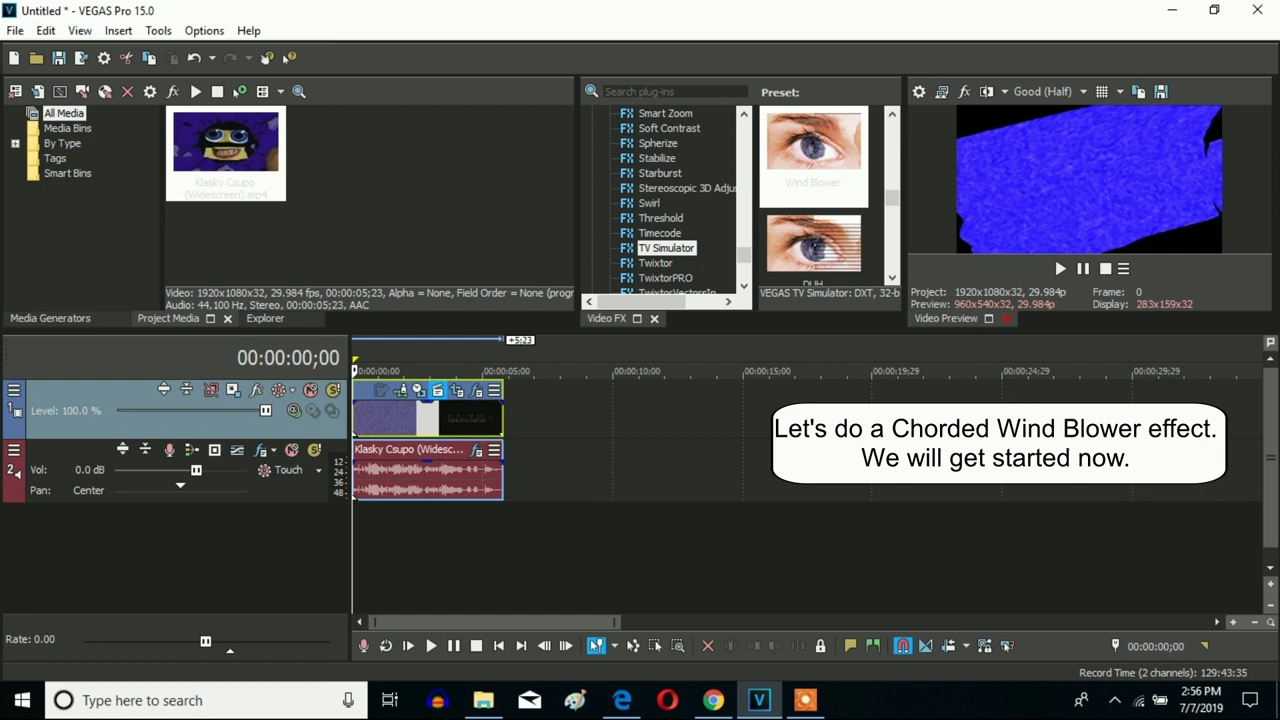 Untitled * - VEGAS Pro 15.0
File Edit View Insert Tools Options Help
Search plug-ins
Preset:
Good (Half)
All Media
Media Bins
By Type
Tags
Smart Bins
Klasky Csupo
(Widescreen).mp4
Smart Zoom
Soft Contrast
Spherize
Stabilize
Starburst
Stereoscopic 3D Adjus
Swirl
Threshold
Timecode
TV Simulator
Twixtor
TwixtorPRO
TwixtorVectorsIn
Wind Blower
DUH
Video: 1920x1080x32, 29.984 fps, 00:00:05;23, Alpha = None, Field Order = None (progr
Audio: 44,100 Hz, Stereo, 00:00:05;23, AAC
VEGAS TV Simulator: DXT, 32-b
Project: 1920x1080x32, 29.984p
Frame: 0
Preview: 960x540x32, 29.984p
Display: 283x159x32
Media Generators
Project Media
Explorer
Video FX
Video Preview
00:00:00;00
+5:23
00:00:00;00
00:00:05;00
00:00:10;00
00:00:15;00
00:00:19;29
00:00:24;29
00:00:29;29
1
Level: 100.0 %
2
Vol: 0.0 dB
Touch
Pan: Center
12-
24-
36-
48-
Klasky Csupo (Widesc...
Let's do a Chorded Wind Blower effect.
We will get started now.
Rate: 0.00
00:00:00;00
Record Time (2 channels): 129:43:35
Type here to search
2:56 PM
7/7/2019